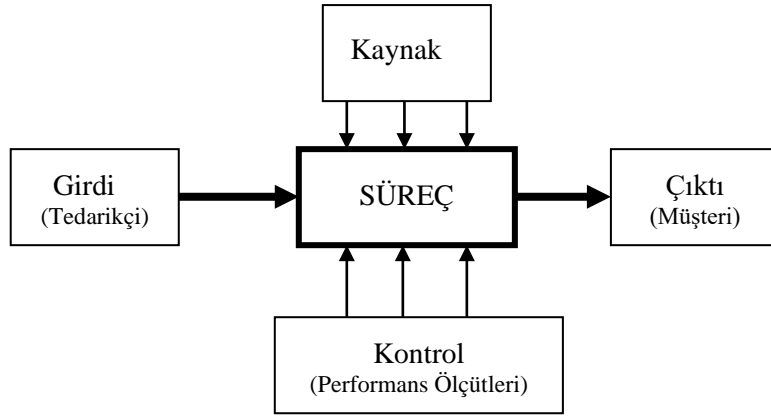 Kaynak
Girdi
(Tedarikçi)
SÜREÇ
Çıktı
(Müşteri)
Kontrol
(Performans Ölçütleri)